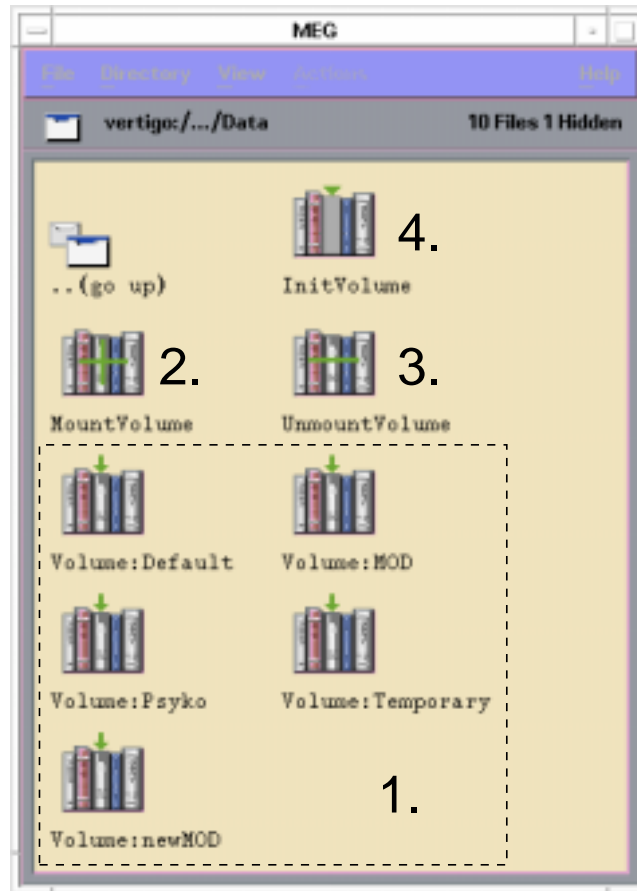 MEG
File Directory View Actions Help
vertigo:/.../Data 10 Files 1 Hidden
4.
..(go up) InitVolume
2. 3.
MountVolume UnmountVolume
Volume:Default Volume:MOD
Volume:Psyko Volume:Temporary
1.
Volume:newMOD